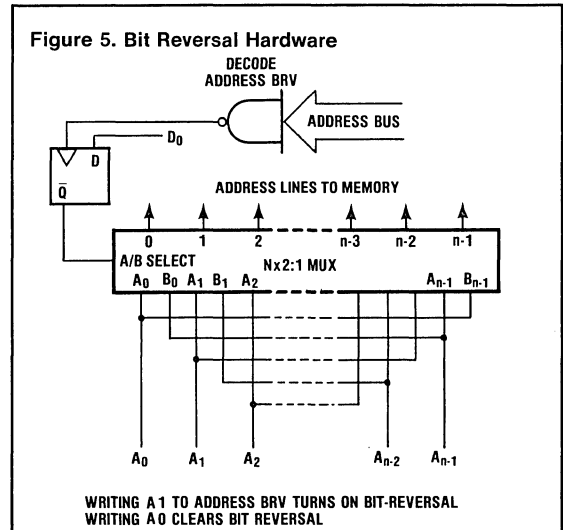 Figure 5. Bit Reversal Hardware
DECODE
ADDRESS BRV
ADDRESS BUS
D0
D
Q̅
ADDRESS LINES TO MEMORY
0 1 2 n-3 n-2 n-1
A/B SELECT N x 2:1 MUX
A0 B0 A1 B1 A2 An-1 Bn-1
A0 A1 A2 An-2 An-1
WRITING A 1 TO ADDRESS BRV TURNS ON BIT-REVERSAL
WRITING A 0 CLEARS BIT REVERSAL